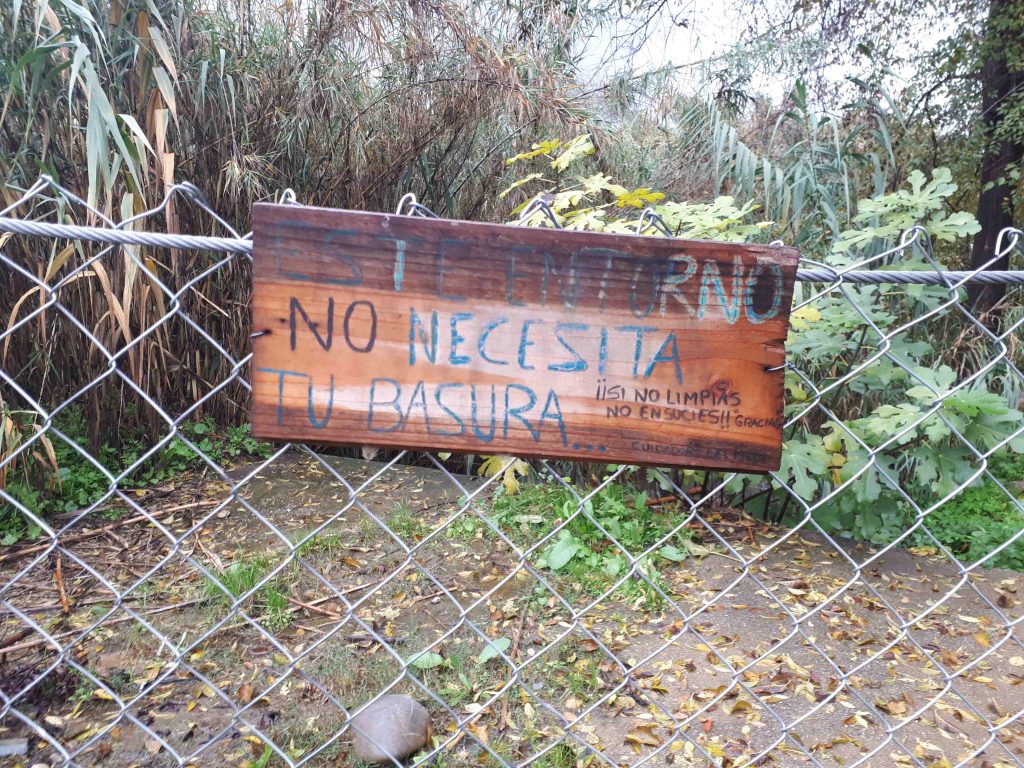 ESTE ENTORNO
NO NECESITA
TU BASURA...
¡¡SI NO LIMPIAS
NO ENSUCIES!! GRACIAS